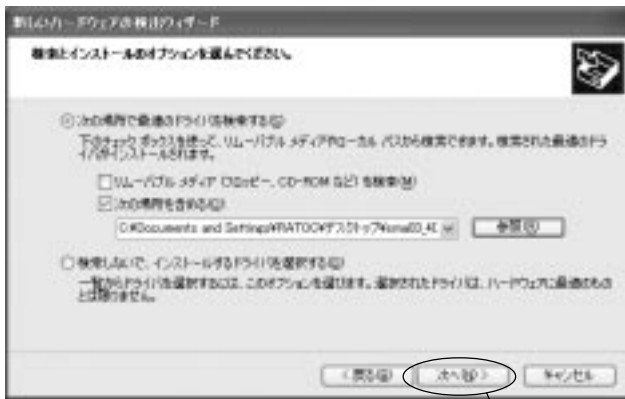 新しいハードウェアの検出ウィザード
検索とインストールのオプションを選んでください。
次の場所で最適のドライバを検索する(S)
下のチェック ボックスを使って、リムーバブル メディアやローカル パスから検索できます。検索された最適のドラ
イバがインストールされます。
リムーバブル メディア (フロッピー、CD-ROM など) を検索(M)
次の場所を含める(O):
C:¥Documents and Settings¥RATOC¥デスクトップ
参照(R)
検索しないで、インストールするドライバを選択する(D)
一覧からドライバを選択するには、このオプションを選びます。選択されたドライバは、ハードウェアに最適のもの
とは限りません。
< 戻る(B)
次へ(N) >
キャンセル